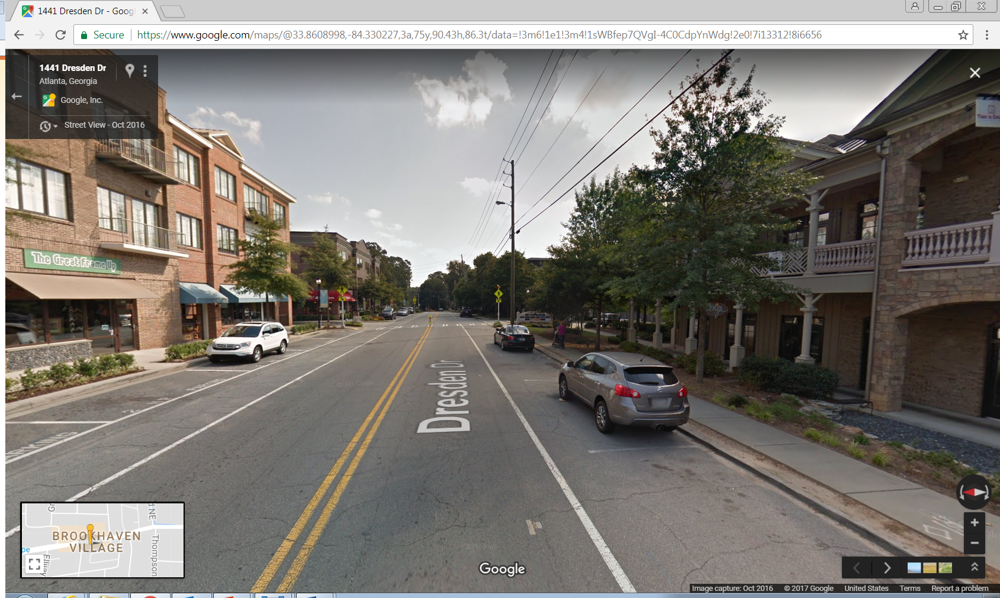 1441 Dresden Dr - Goog
Secure
https://www.google.com/maps/@33.8608998,-84.330227,3a,75y,90.43h,86.3t/data=!3m6!1e1!3m4!1sWBfep7QVgI-4C0CdpYnWdg!2e0!7i13312!8i6656
1441 Dresden Dr
Atlanta, Georgia
Google, Inc.
Street View - Oct 2016
The Great Frame Up
Dresden Dr
BROOKHAVEN
VILLAGE
Thompson
Google
Image capture: Oct 2016
© 2017 Google
United States
Terms
Report a problem